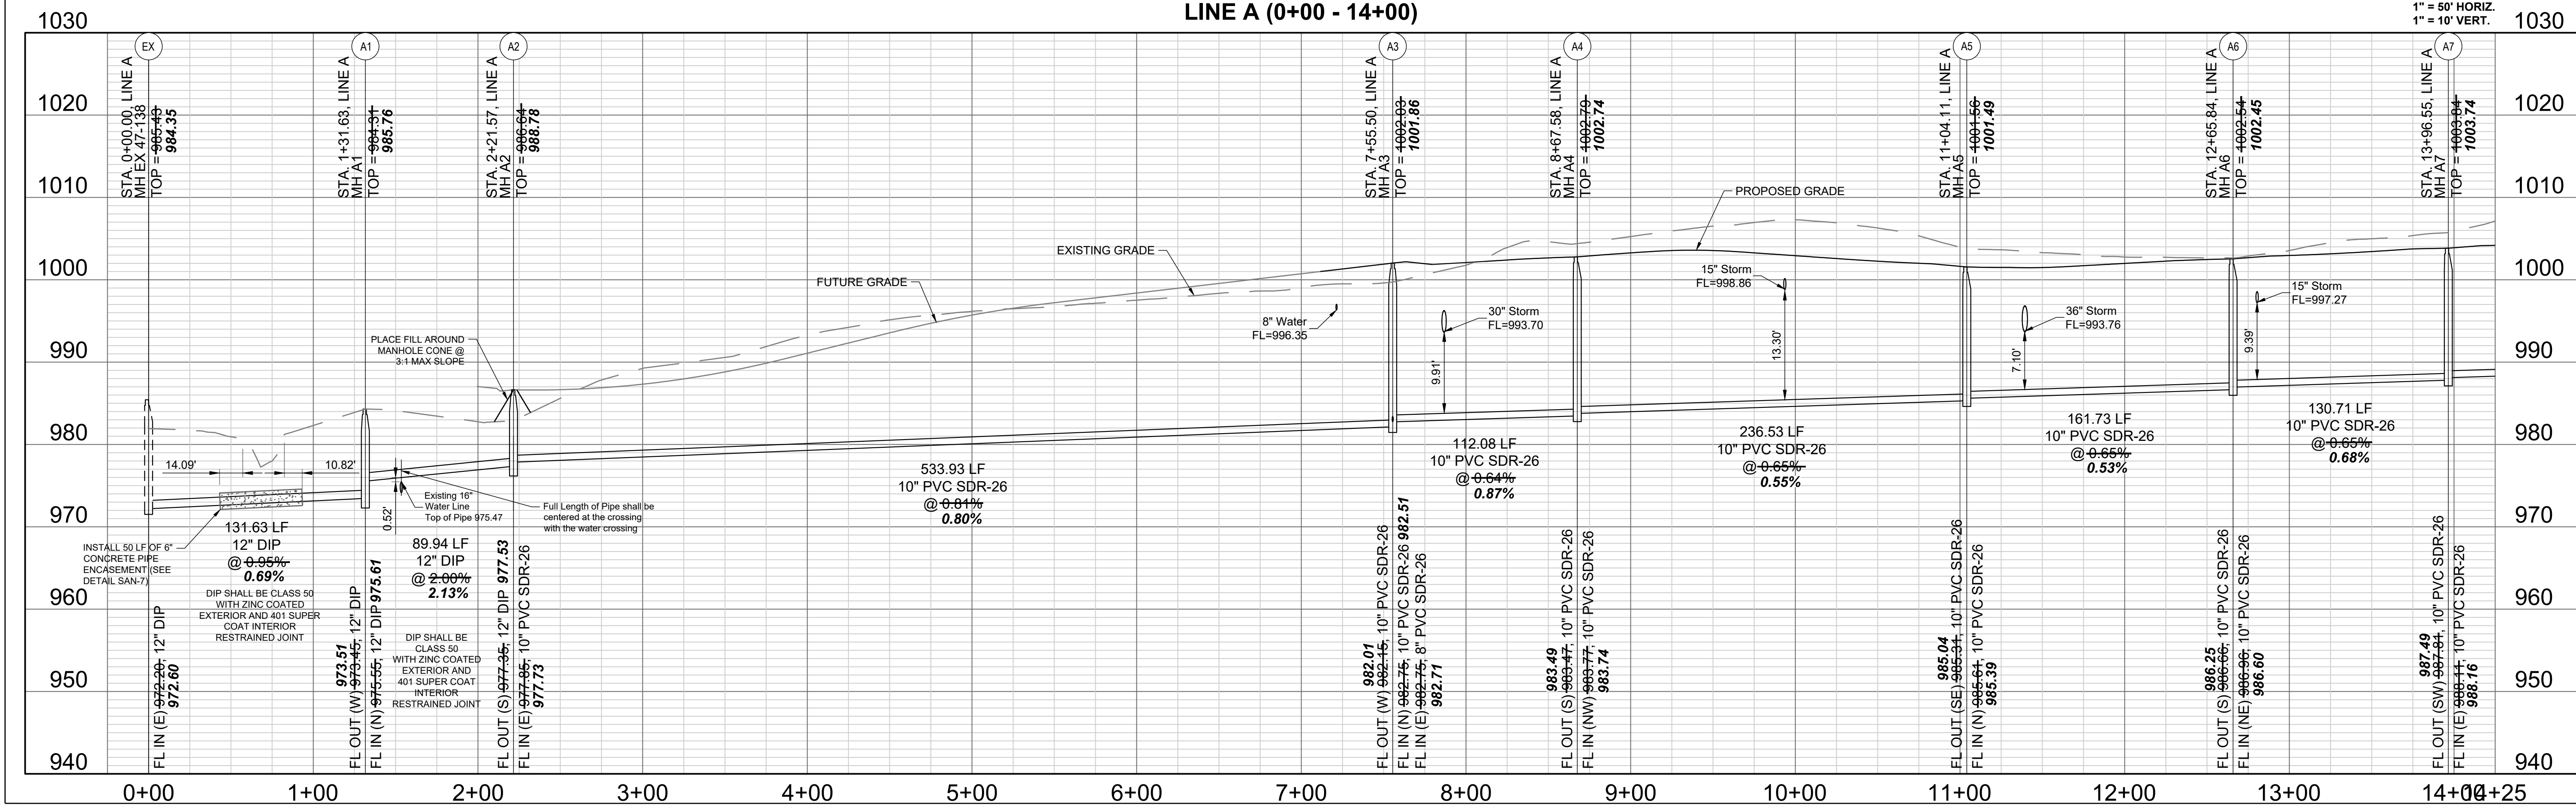 LINE A (0+00 - 14+00)
1" = 50' HORIZ.
1" = 10' VERT.
1030
1020
1010
1000
990
980
970
960
950
940
1030
1020
1010
1000
990
980
970
960
950
940
EX
STA. 0+00.00, LINE A
MH EX 47-138
TOP = 985.43
984.35
A1
STA. 1+31.63, LINE A
MH A1
TOP = 984.31
985.76
A2
STA. 2+21.57, LINE A
MH A2
TOP = 986.64
988.78
A3
STA. 7+55.50, LINE A
MH A3
TOP = 1002.03
1001.86
A4
STA. 8+67.58, LINE A
MH A4
TOP = 1002.79
1002.74
A5
STA. 11+04.11, LINE A
MH A5
TOP = 1001.56
1001.49
A6
STA. 12+65.84, LINE A
MH A6
TOP = 1002.54
1002.45
A7
STA. 13+96.55, LINE A
MH A7
TOP = 1003.84
1003.74
PROPOSED GRADE
EXISTING GRADE
FUTURE GRADE
PLACE FILL AROUND
MANHOLE CONE @
3:1 MAX SLOPE
8" Water
FL=996.35
30" Storm
FL=993.70
9.91'
15" Storm
FL=998.86
13.30'
36" Storm
FL=993.76
7.10'
15" Storm
FL=997.27
9.39'
14.09'
10.82'
0.52'
Existing 16"
Water Line
Top of Pipe 975.47
Full Length of Pipe shall be
centered at the crossing
with the water crossing
INSTALL 50 LF OF 6"
CONCRETE PIPE
ENCASEMENT (SEE
DETAIL SAN-7)
131.63 LF
12" DIP
@ 0.95%
0.69%
DIP SHALL BE CLASS 50
WITH ZINC COATED
EXTERIOR AND 401 SUPER
COAT INTERIOR
RESTRAINED JOINT
89.94 LF
12" DIP
@ 2.00%
2.13%
DIP SHALL BE
CLASS 50
WITH ZINC COATED
EXTERIOR AND
401 SUPER COAT
INTERIOR
RESTRAINED JOINT
533.93 LF
10" PVC SDR-26
@ 0.81%
0.80%
112.08 LF
10" PVC SDR-26
@ 0.64%
0.87%
236.53 LF
10" PVC SDR-26
@ 0.65%
0.55%
161.73 LF
10" PVC SDR-26
@ 0.65%
0.53%
130.71 LF
10" PVC SDR-26
@ 0.65%
0.68%
FL IN (E) 972.20, 12" DIP
972.60
973.51
FL OUT (W) 973.45, 12" DIP
FL IN (N) 975.55, 12" DIP 975.61
FL OUT (S) 977.35, 12" DIP 977.53
FL IN (E) 977.85, 10" PVC SDR-26
977.73
982.01
FL OUT (W) 982.15, 10" PVC SDR-26
FL IN (N) 982.75, 10" PVC SDR-26 982.51
FL IN (E) 982.75, 8" PVC SDR-26
982.71
983.49
FL OUT (S) 983.47, 10" PVC SDR-26
FL IN (NW) 983.77, 10" PVC SDR-26
983.74
985.04
FL OUT (SE) 985.31, 10" PVC SDR-26
FL IN (N) 985.61, 10" PVC SDR-26
985.39
986.25
FL OUT (S) 986.66, 10" PVC SDR-26
FL IN (NE) 986.96, 10" PVC SDR-26
986.60
987.49
FL OUT (SW) 987.81, 10" PVC SDR-26
FL IN (E) 988.11, 10" PVC SDR-26
988.16
0+00
1+00
2+00
3+00
4+00
5+00
6+00
7+00
8+00
9+00
10+00
11+00
12+00
13+00
14+00
14+25